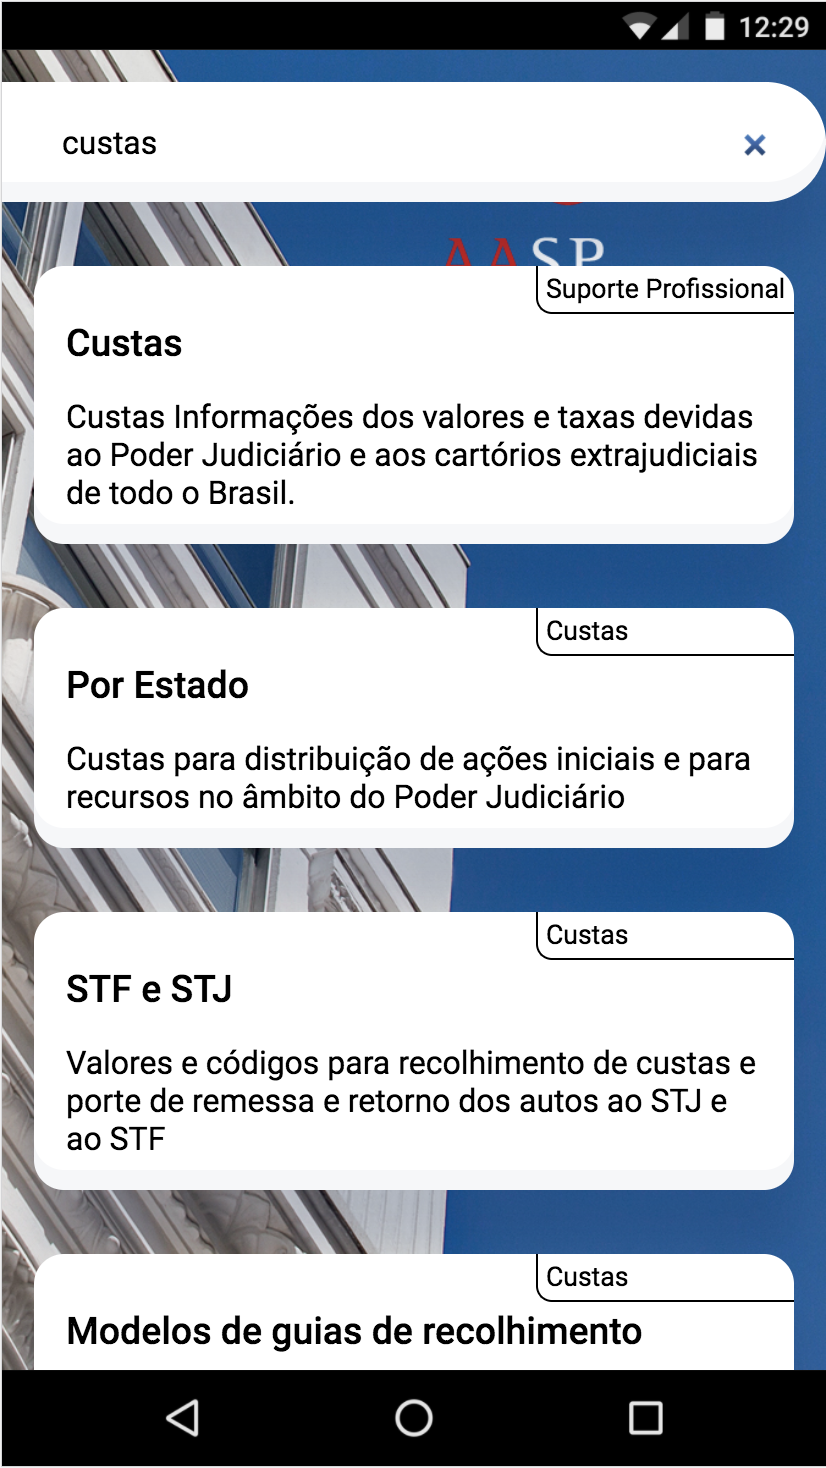 12:29
custas
AASP
Suporte Profissional
Custas
Custas Informações dos valores e taxas devidas
ao Poder Judiciário e aos cartórios extrajudiciais
de todo o Brasil.
Custas
Por Estado
Custas para distribuição de ações iniciais e para
recursos no âmbito do Poder Judiciário
Custas
STF e STJ
Valores e códigos para recolhimento de custas e
porte de remessa e retorno dos autos ao STJ e
ao STF
Custas
Modelos de guias de recolhimento